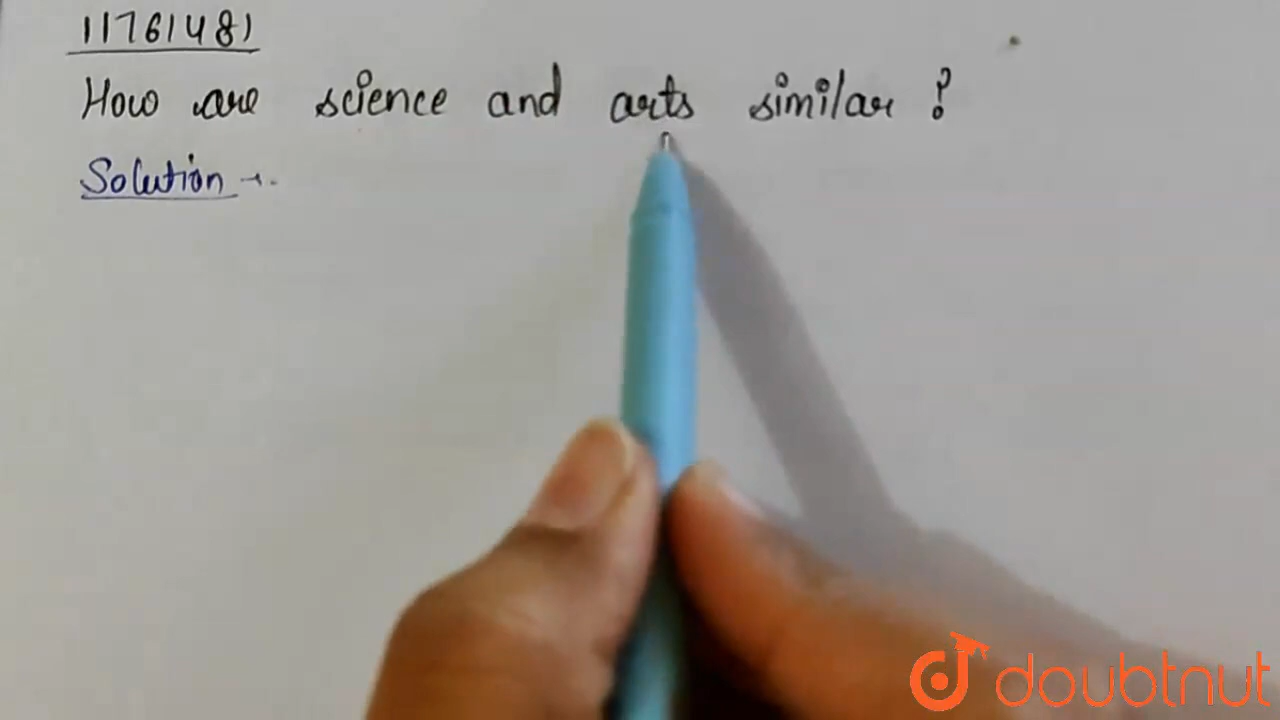 11761481
How are science and arts similar ?
Solution →.
doubtnut